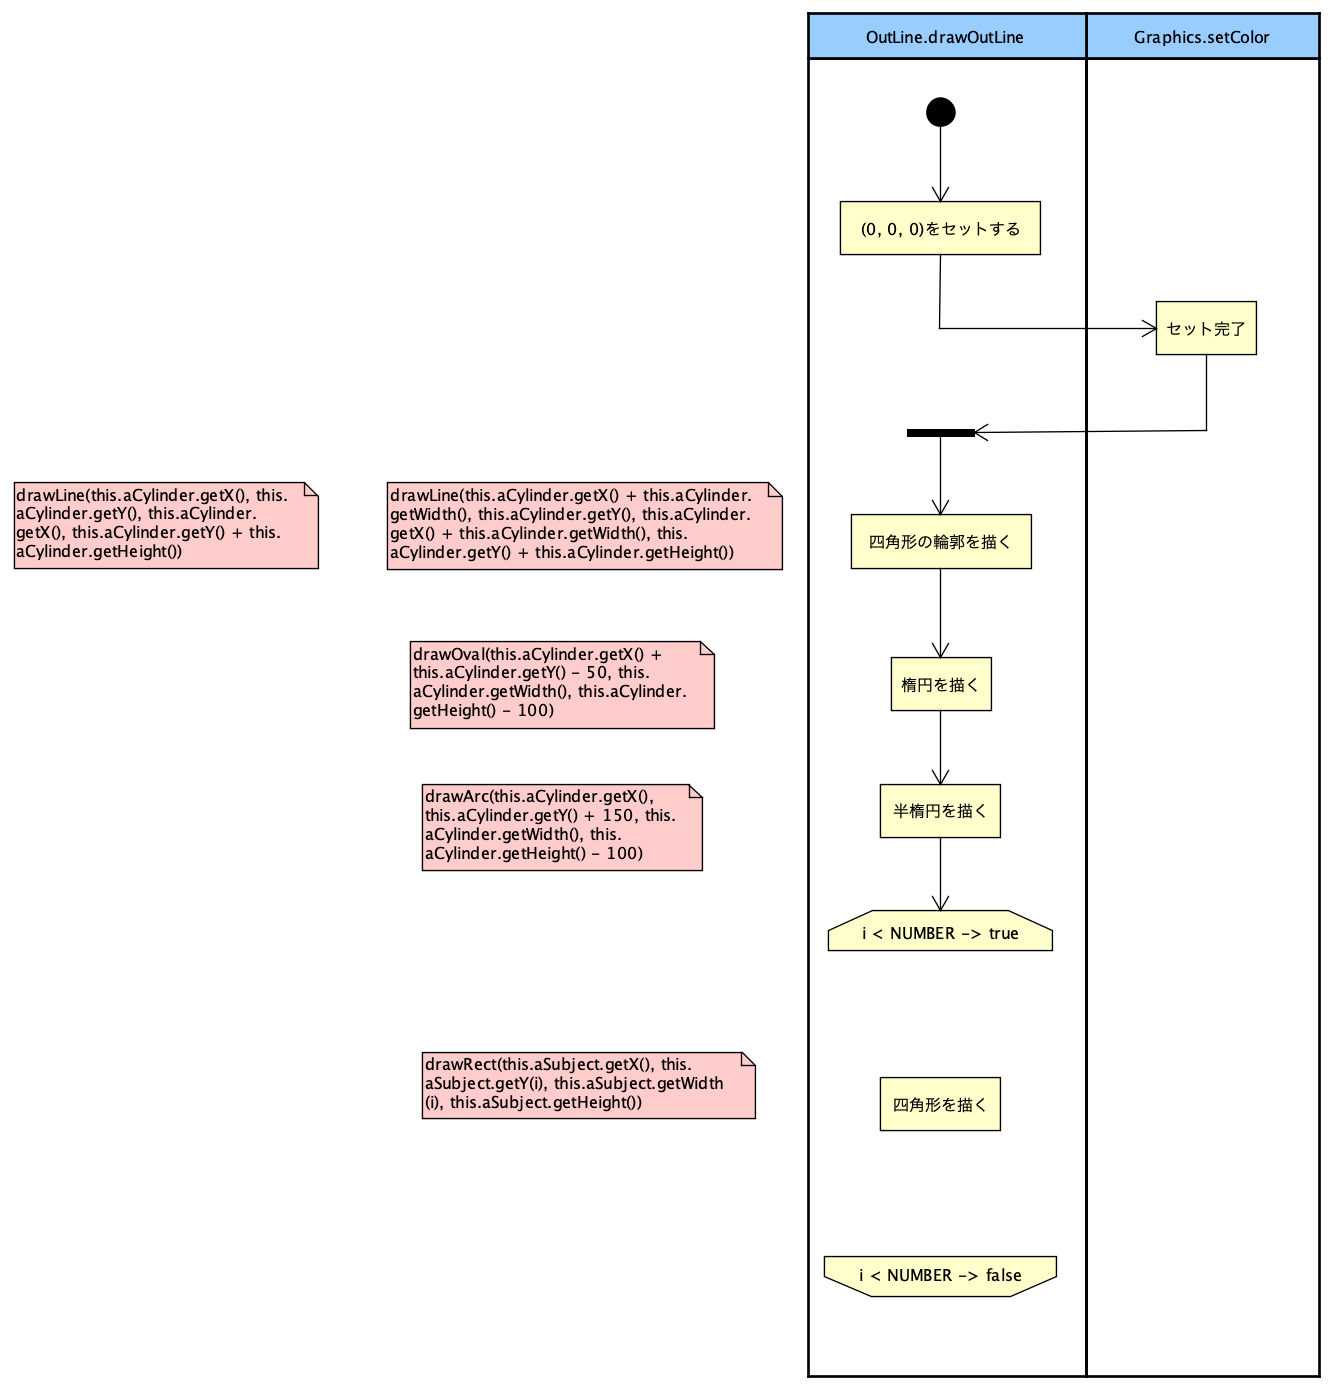 OutLine.drawOutLine
Graphics.setColor
(0, 0, 0)をセットする
セット完了
drawLine(this.aCylinder.getX(), this.
aCylinder.getY(), this.aCylinder.
getX(), this.aCylinder.getY() + this.
aCylinder.getHeight())
drawLine(this.aCylinder.getX() + this.aCylinder.
getWidth(), this.aCylinder.getY(), this.aCylinder.
getX() + this.aCylinder.getWidth(), this.
aCylinder.getY() + this.aCylinder.getHeight())
四角形の輪郭を描く
drawOval(this.aCylinder.getX() +
this.aCylinder.getY() - 50, this.
aCylinder.getWidth(), this.aCylinder.
getHeight() - 100)
楕円を描く
drawArc(this.aCylinder.getX(),
this.aCylinder.getY() + 150, this.
aCylinder.getWidth(), this.
aCylinder.getHeight() - 100)
半楕円を描く
i < NUMBER -> true
drawRect(this.aSubject.getX(), this.
aSubject.getY(i), this.aSubject.getWidth
(i), this.aSubject.getHeight())
四角形を描く
i < NUMBER -> false